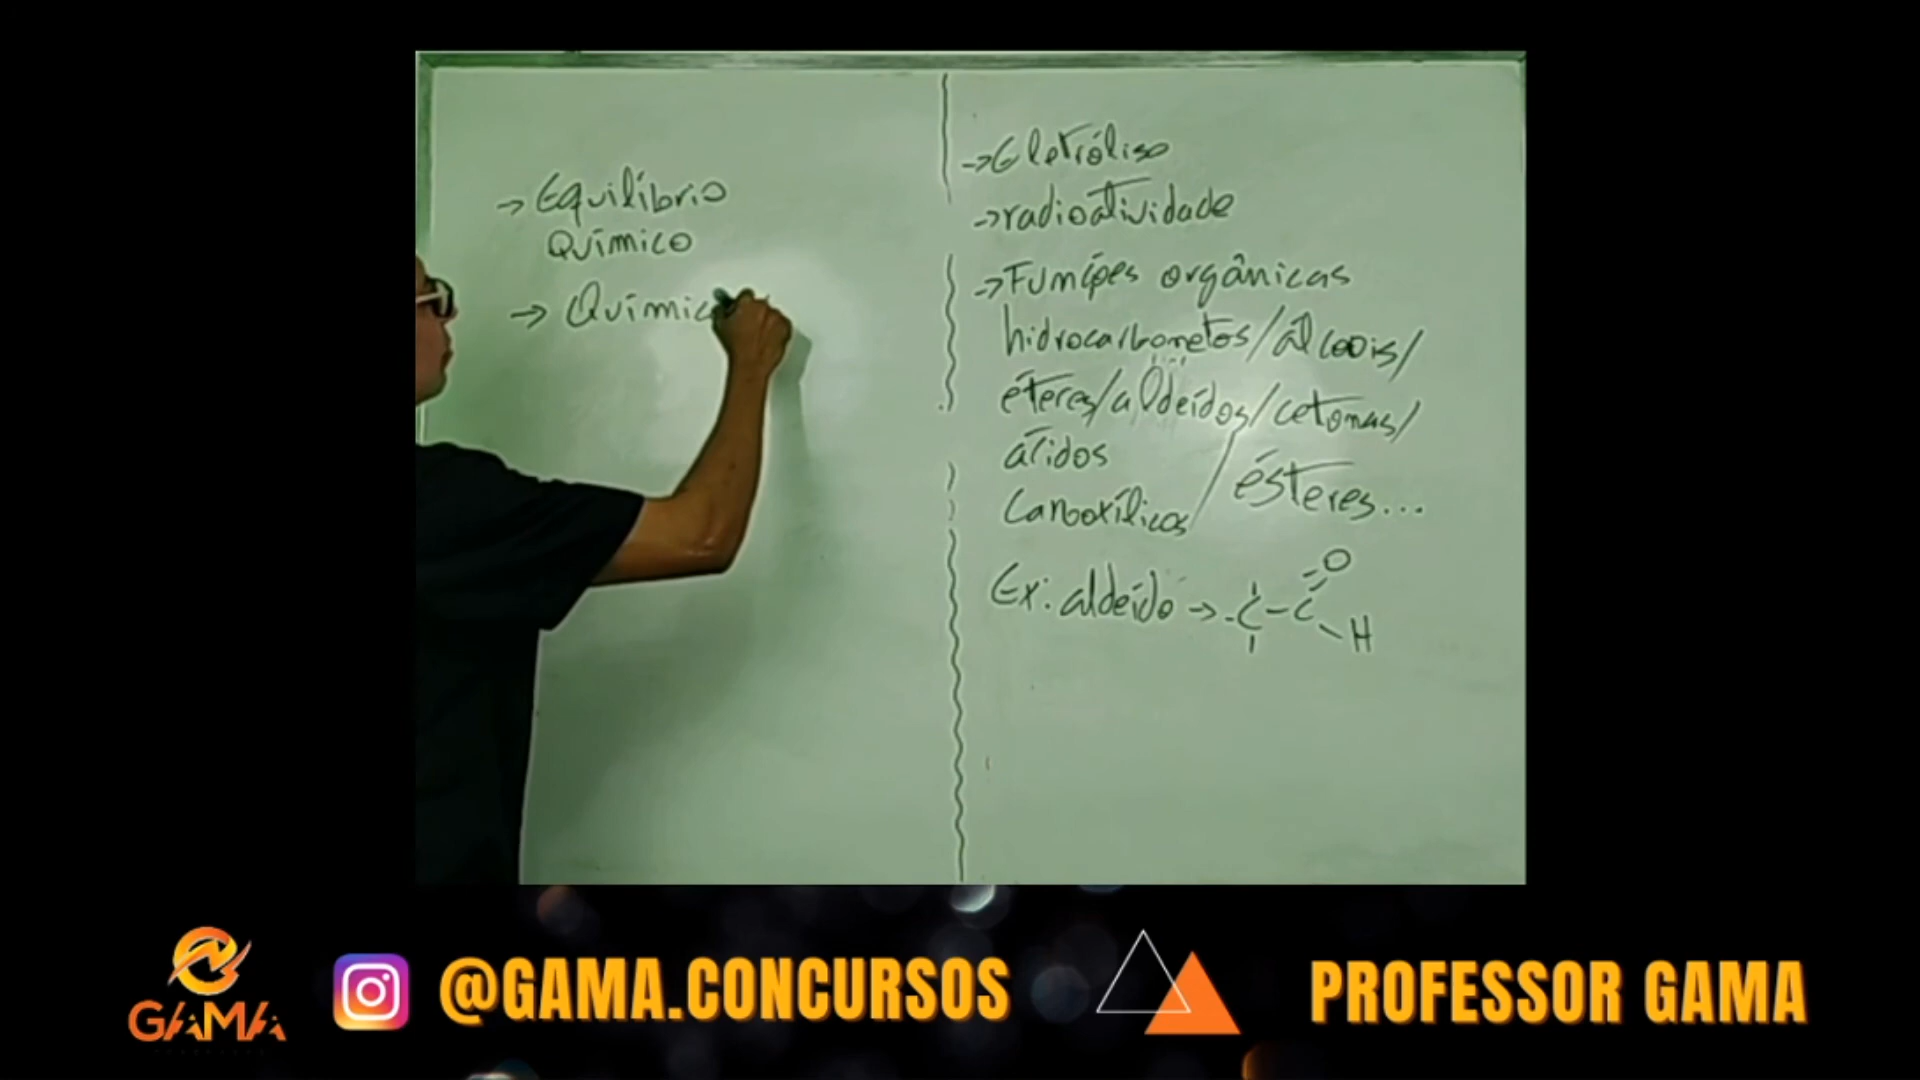 → Equilíbrio
Químico
→ Químic
→ Eletrólise
→ radioatividade
→ Funções orgânicas
hidrocarbonetos/álcoois/
éteres/aldeídos/cetonas/
ácidos
carboxílicos / ésteres...
Ex: aldeído → -C-C
O
H
GAMA
@GAMA.CONCURSOS
PROFESSOR GAMA